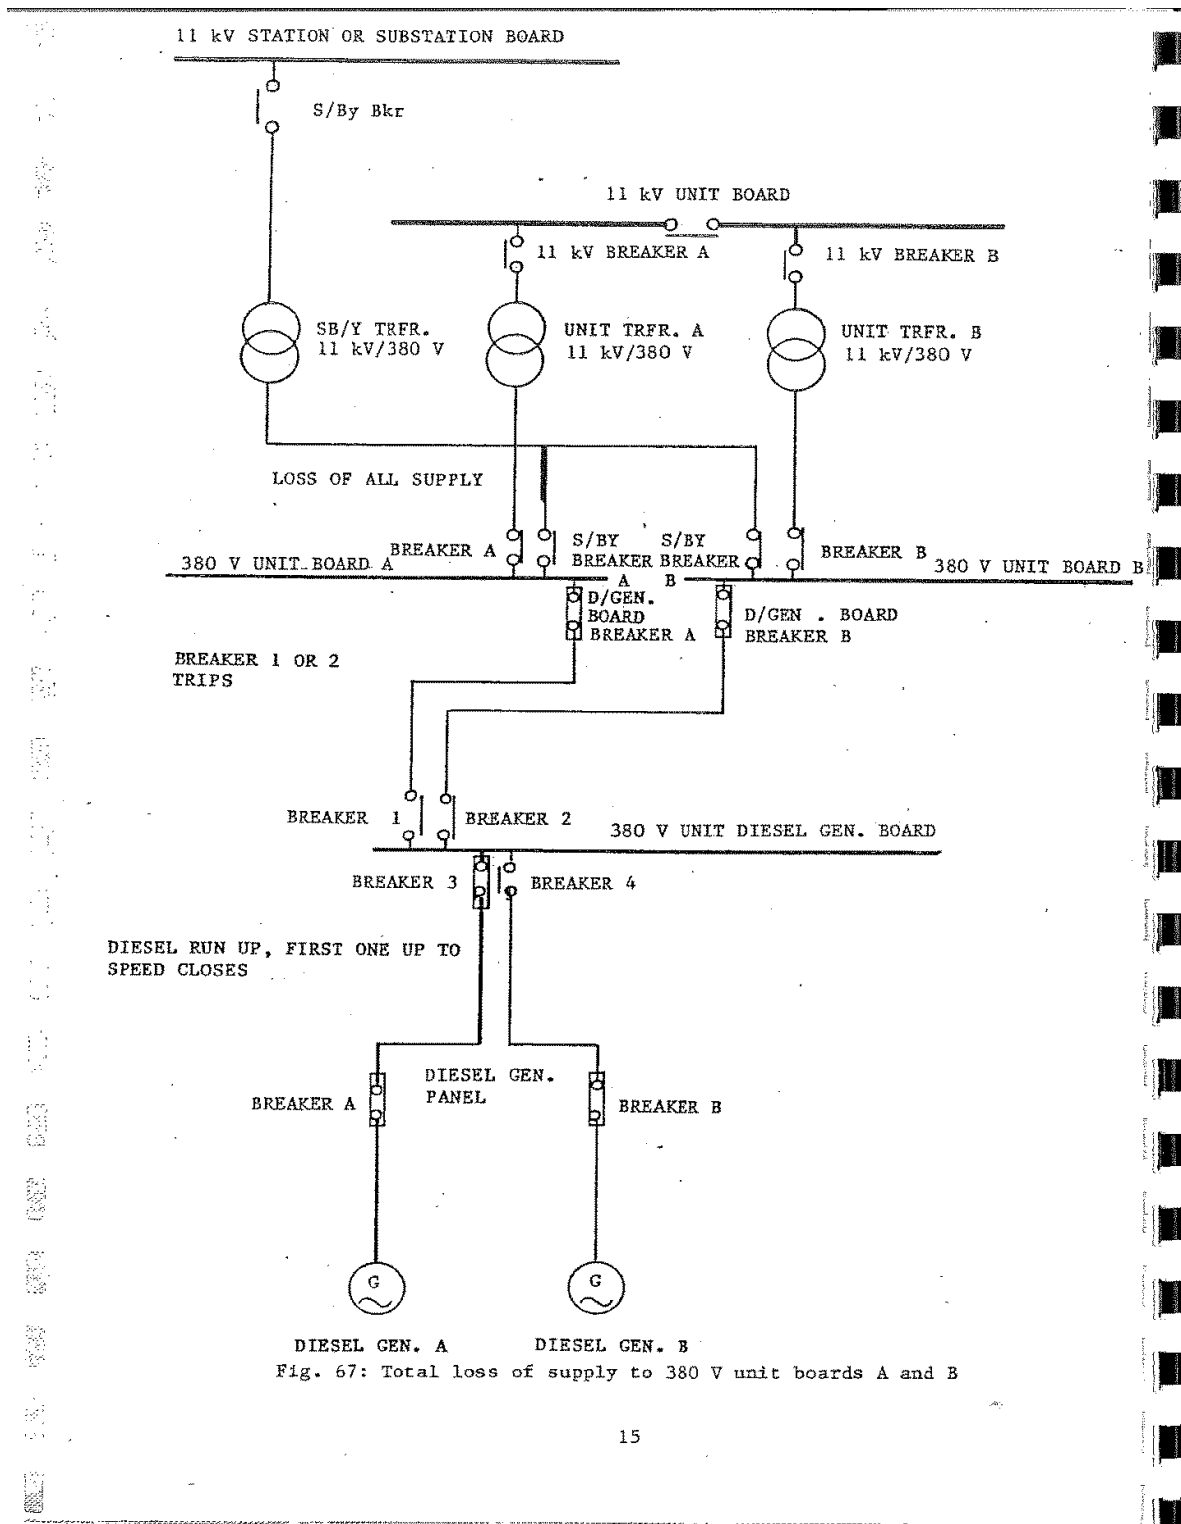 11 kV STATION OR SUBSTATION BOARD
S/By Bkr
11 kV UNIT BOARD
11 kV BREAKER A
11 kV BREAKER B
SB/Y TRFR.
11 kV/380 V
UNIT TRFR. A
11 kV/380 V
UNIT TRFR. B
11 kV/380 V
LOSS OF ALL SUPPLY
BREAKER A
S/BY
BREAKER
A
S/BY
BREAKER
B
BREAKER B
380 V UNIT BOARD A
380 V UNIT BOARD B
D/GEN.
BOARD
BREAKER A
D/GEN . BOARD
BREAKER B
BREAKER 1 OR 2
TRIPS
BREAKER 1
BREAKER 2
380 V UNIT DIESEL GEN. BOARD
BREAKER 3
BREAKER 4
DIESEL RUN UP, FIRST ONE UP TO
SPEED CLOSES
DIESEL GEN.
PANEL
BREAKER A
BREAKER B
G
G
DIESEL GEN. A
DIESEL GEN. B
Fig. 67: Total loss of supply to 380 V unit boards A and B
15